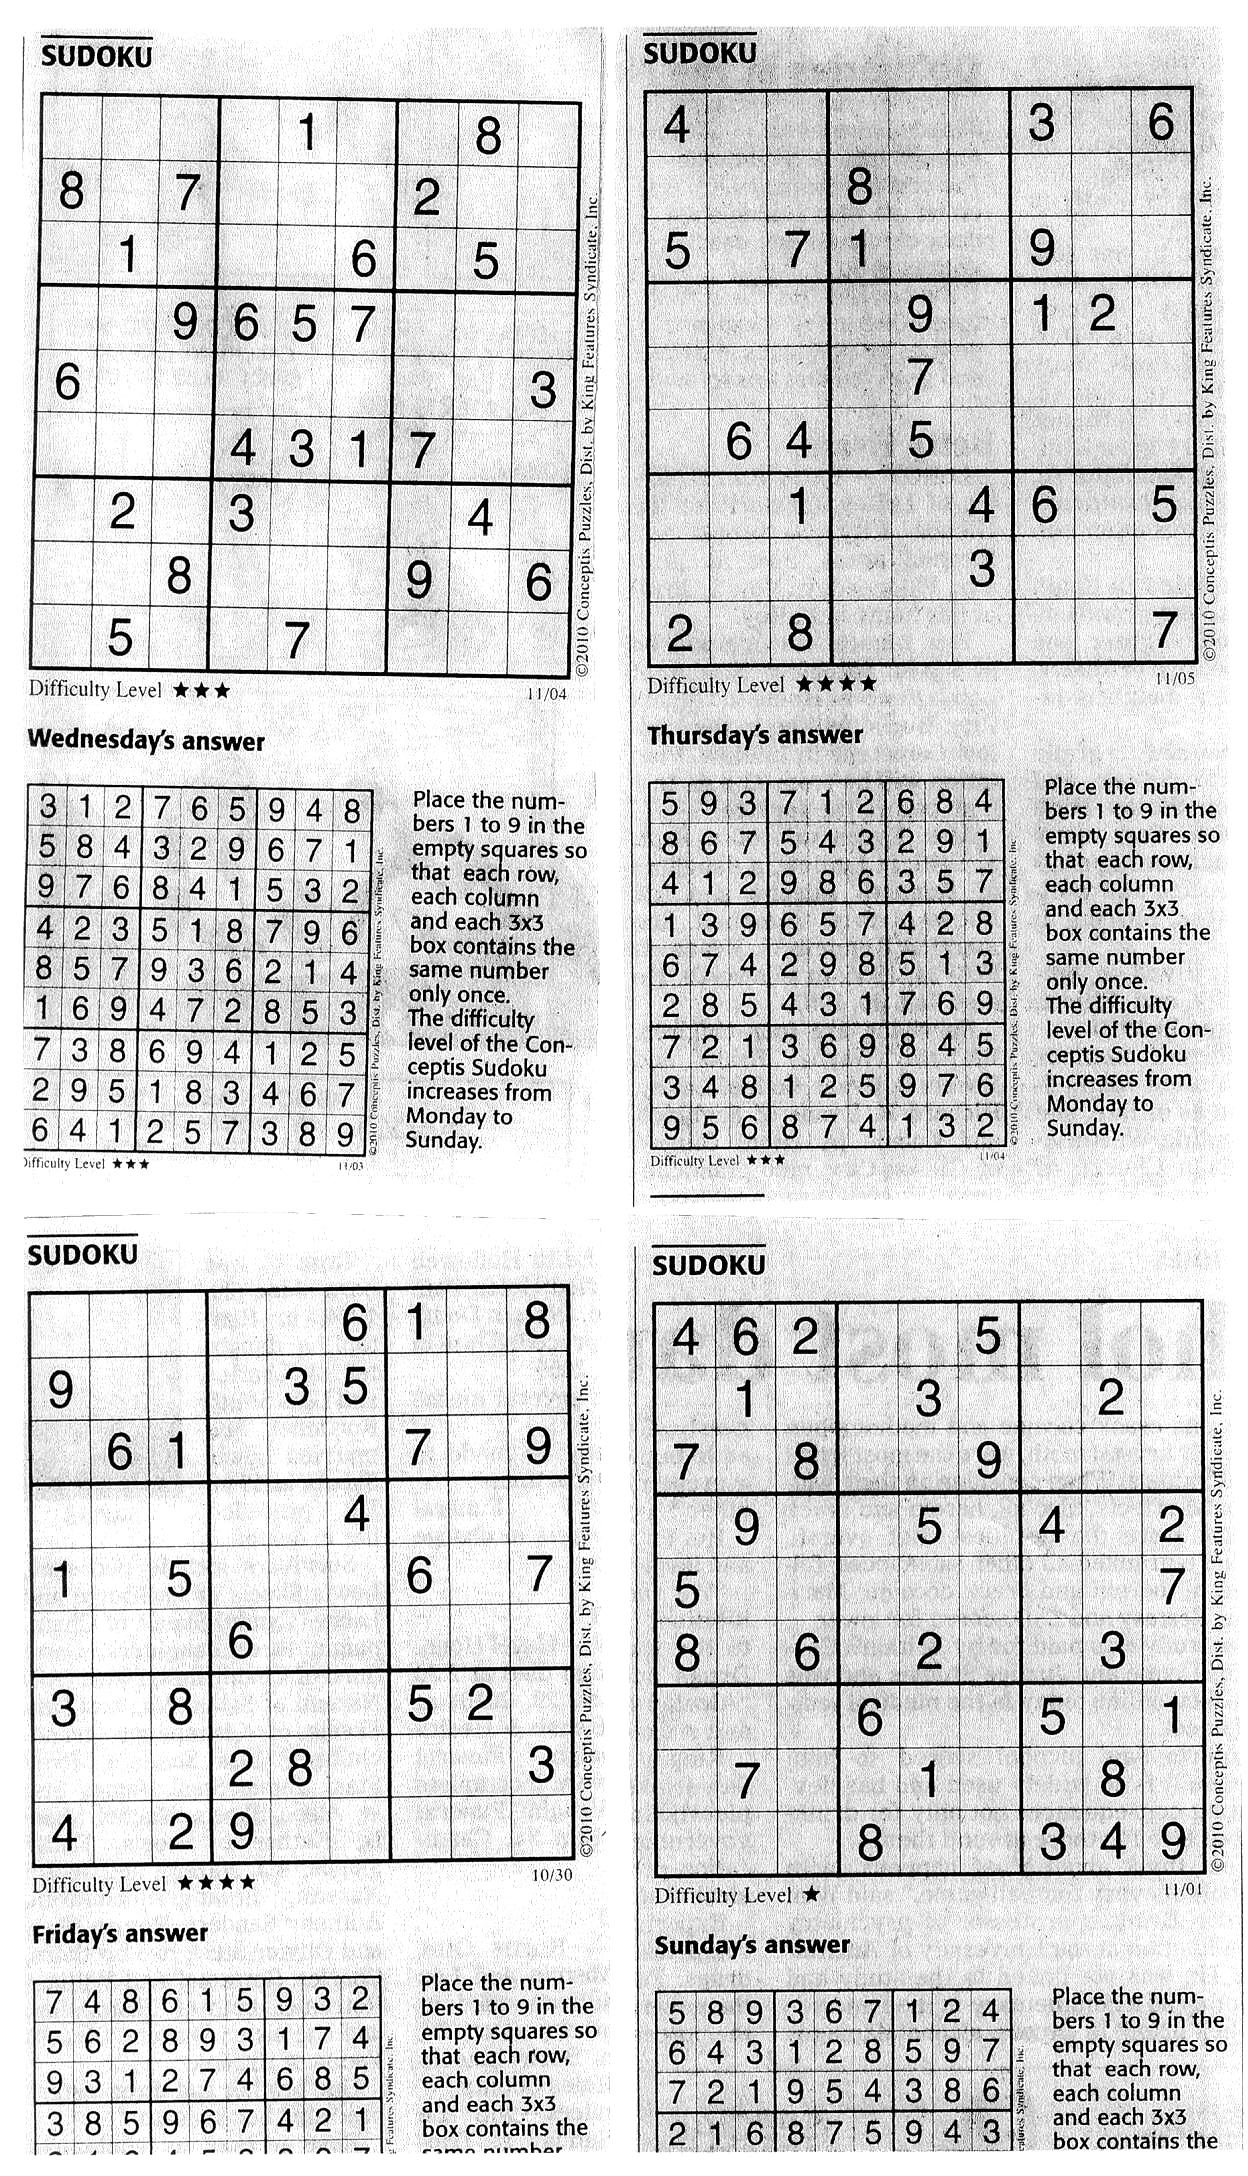 SUDOKU
1 8
8 7 2
1 6 5
9 6 5 7
6 3
4 3 1 7
2 3 4
8 9 6
5 7
©2010 Conceptis Puzzles, Dist. by King Features Syndicate, Inc.
Difficulty Level ★★★ 11/04
Wednesday's answer
3 1 2 7 6 5 9 4 8
5 8 4 3 2 9 6 7 1
9 7 6 8 4 1 5 3 2
4 2 3 5 1 8 7 9 6
8 5 7 9 3 6 2 1 4
1 6 9 4 7 2 8 5 3
7 3 8 6 9 4 1 2 5
2 9 5 1 8 3 4 6 7
6 4 1 2 5 7 3 8 9
©2010 Conceptis Puzzles, Dist. by King Features Syndicate, Inc.
Difficulty Level ★★★ 11/03
Place the num-
bers 1 to 9 in the
empty squares so
that each row,
each column
and each 3x3
box contains the
same number
only once.
The difficulty
level of the Con-
ceptis Sudoku
increases from
Monday to
Sunday.
SUDOKU
4 3 6
8
5 7 1 9
9 1 2
7
6 4 5
1 4 6 5
3
2 8 7
©2010 Conceptis Puzzles, Dist. by King Features Syndicate, Inc.
Difficulty Level ★★★★ 11/05
Thursday's answer
5 9 3 7 1 2 6 8 4
8 6 7 5 4 3 2 9 1
4 1 2 9 8 6 3 5 7
1 3 9 6 5 7 4 2 8
6 7 4 2 9 8 5 1 3
2 8 5 4 3 1 7 6 9
7 2 1 3 6 9 8 4 5
3 4 8 1 2 5 9 7 6
9 5 6 8 7 4 1 3 2
©2010 Conceptis Puzzles, Dist. by King Features Syndicate, Inc.
Difficulty Level ★★★ 11/04
Place the num-
bers 1 to 9 in the
empty squares so
that each row,
each column
and each 3x3
box contains the
same number
only once.
The difficulty
level of the Con-
ceptis Sudoku
increases from
Monday to
Sunday.
SUDOKU
6 1 8
9 3 5
6 1 7 9
4
1 5 6 7
6
3 8 5 2
2 8 3
4 2 9
©2010 Conceptis Puzzles, Dist. by King Features Syndicate, Inc.
Difficulty Level ★★★★ 10/30
Friday's answer
7 4 8 6 1 5 9 3 2
5 6 2 8 9 3 1 7 4
9 3 1 2 7 4 6 8 5
3 8 5 9 6 7 4 2 1
Features Syndicate, Inc.
Place the num-
bers 1 to 9 in the
empty squares so
that each row,
each column
and each 3x3
box contains the
same number
SUDOKU
4 6 2 5
1 3 2
7 8 9
9 5 4 2
5 7
8 6 2 3
6 5 1
7 1 8
8 3 4 9
©2010 Conceptis Puzzles, Dist. by King Features Syndicate, Inc.
Difficulty Level ★ 11/01
Sunday's answer
5 8 9 3 6 7 1 2 4
6 4 3 1 2 8 5 9 7
7 2 1 9 5 4 3 8 6
2 1 6 8 7 5 9 4 3
Syndicate, Inc.
Place the num-
bers 1 to 9 in the
empty squares so
that each row,
each column
and each 3x3
box contains the